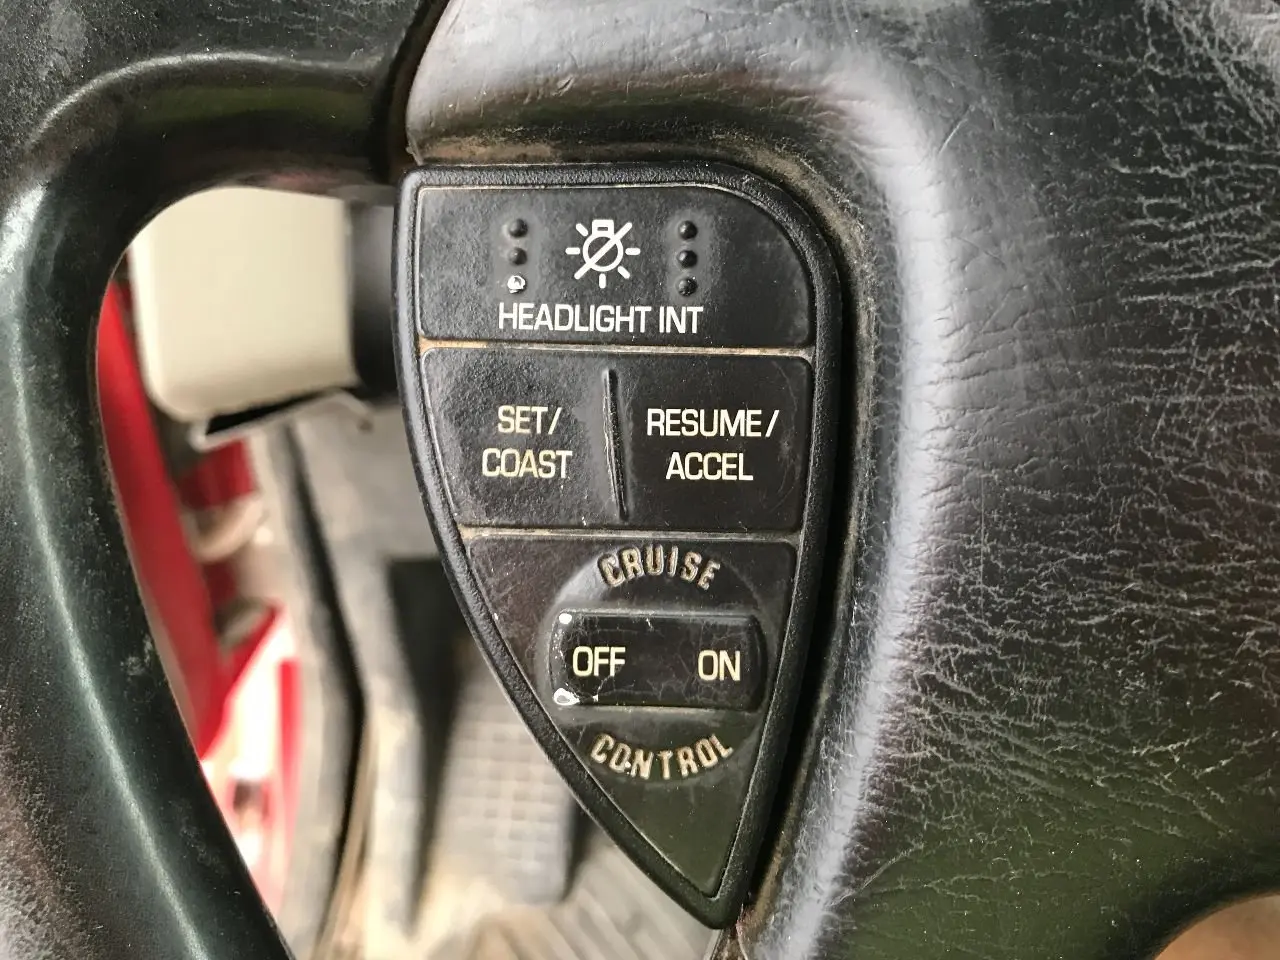 HEADLIGHT INT
SET/
COAST
RESUME/
ACCEL
CRUISE
OFF ON
CONTROL